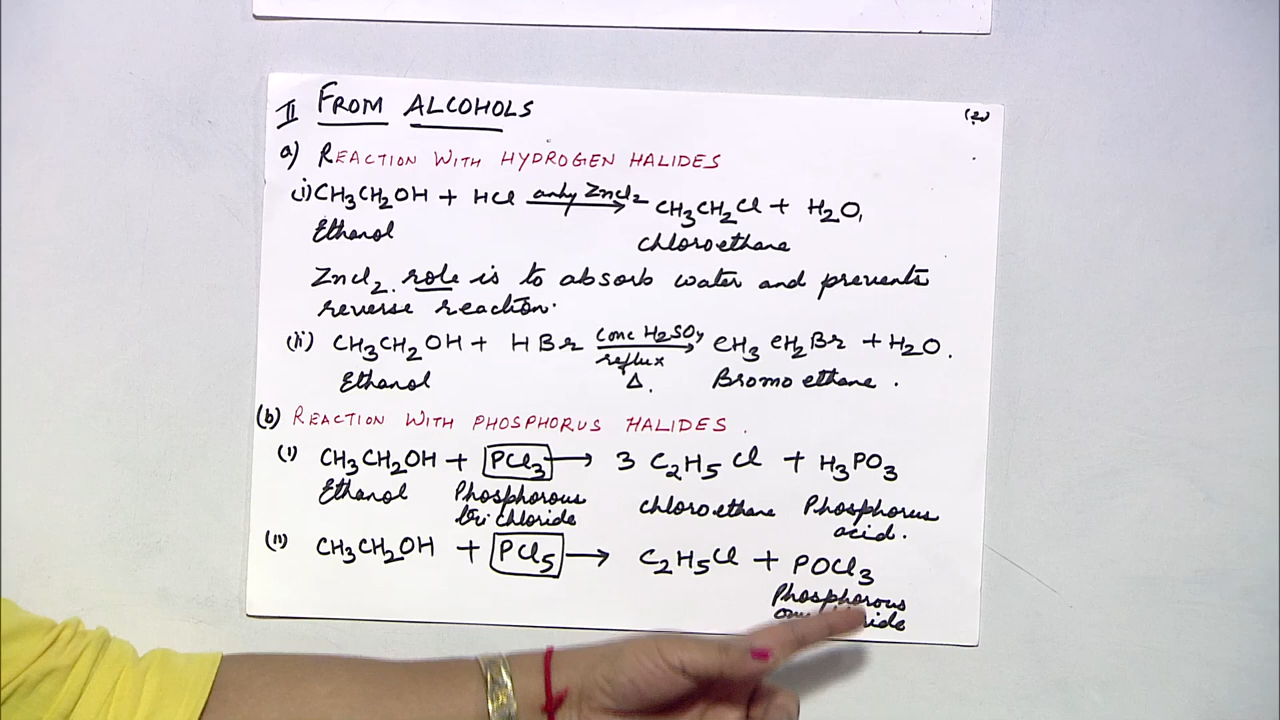 II FROM ALCOHOLS
(2)
a) REACTION WITH HYDROGEN HALIDES
(i) CH₃CH₂OH + HCl anhy ZnCl₂ → CH₃CH₂Cl + H₂O,
Ethanol chloroethane
ZnCl₂ role is to absorb water and prevents
reverse reaction.
(ii) CH₃CH₂OH + HBr conc H₂SO₄ → CH₃CH₂Br + H₂O.
reflux
Δ.
Ethanol Bromoethane.
(b) REACTION WITH PHOSPHORUS HALIDES.
(i) CH₃CH₂OH + PCl₃ → 3 C₂H₅Cl + H₃PO₃
Ethanol Phosphorous chloroethane Phosphorus
tri chloride acid.
(ii) CH₃CH₂OH + PCl₅ → C₂H₅Cl + POCl₃
Phosphorous